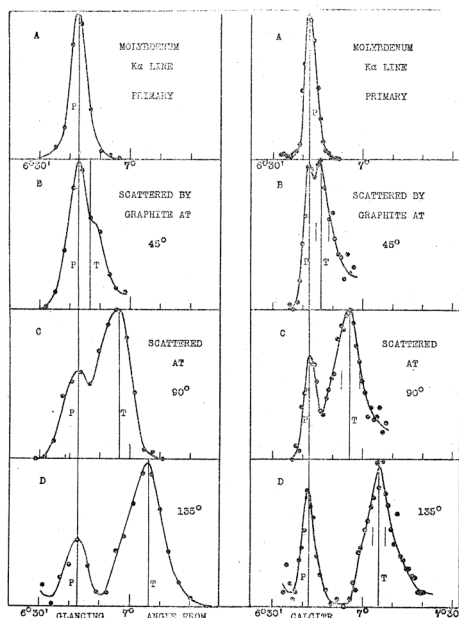 A
MOLYBDENUM
Kα LINE
PRIMARY
P
6°30'
7°
B
SCATTERED BY
GRAPHITE AT
45°
P
T
C
SCATTERED
AT
90°
P
T
D
135°
P
T
6°30'
7°
GLANCING
ANGLE FROM
A
MOLYBDENUM
Kα LINE
PRIMARY
P
6°30'
7°
B
SCATTERED BY
GRAPHITE AT
45°
P
T
C
SCATTERED
AT
90°
P
T
D
135°
P
T
6°30'
7°
7°30'
CALCITE